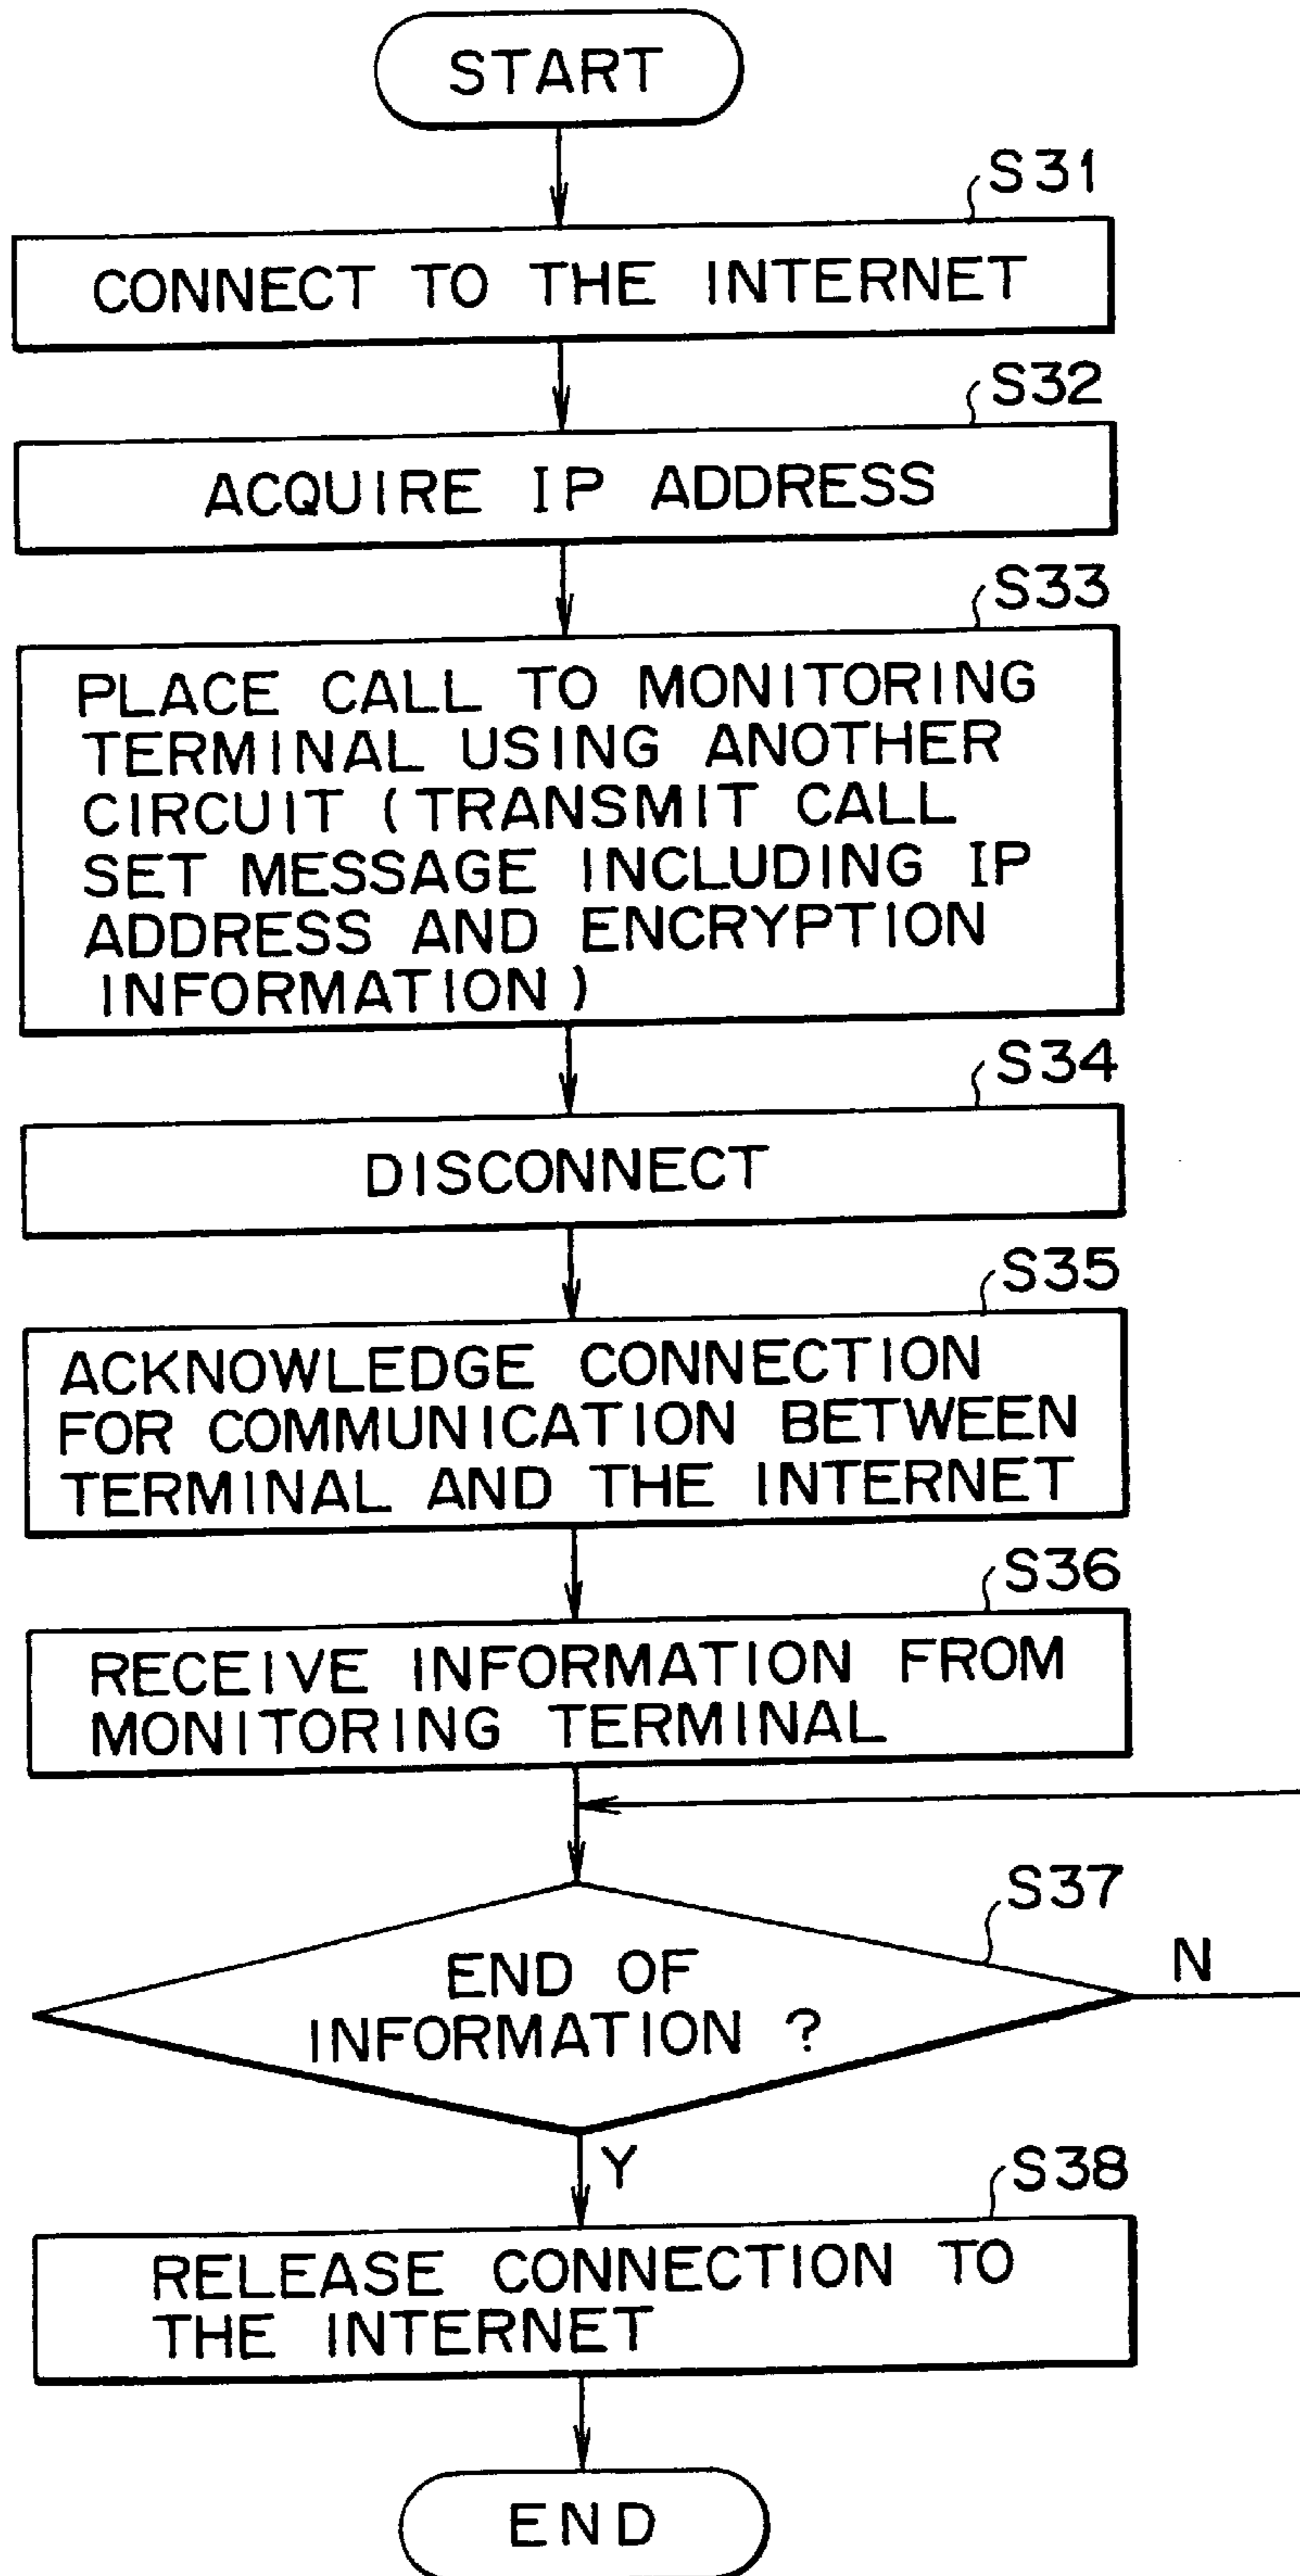 START
S31
CONNECT TO THE INTERNET
S32
ACQUIRE IP ADDRESS
S33
PLACE CALL TO MONITORING
TERMINAL USING ANOTHER
CIRCUIT (TRANSMIT CALL
SET MESSAGE INCLUDING IP
ADDRESS AND ENCRYPTION
INFORMATION)
S34
DISCONNECT
S35
ACKNOWLEDGE CONNECTION
FOR COMMUNICATION BETWEEN
TERMINAL AND THE INTERNET
S36
RECEIVE INFORMATION FROM
MONITORING TERMINAL
S37
N
END OF
INFORMATION ?
Y
S38
RELEASE CONNECTION TO
THE INTERNET
END